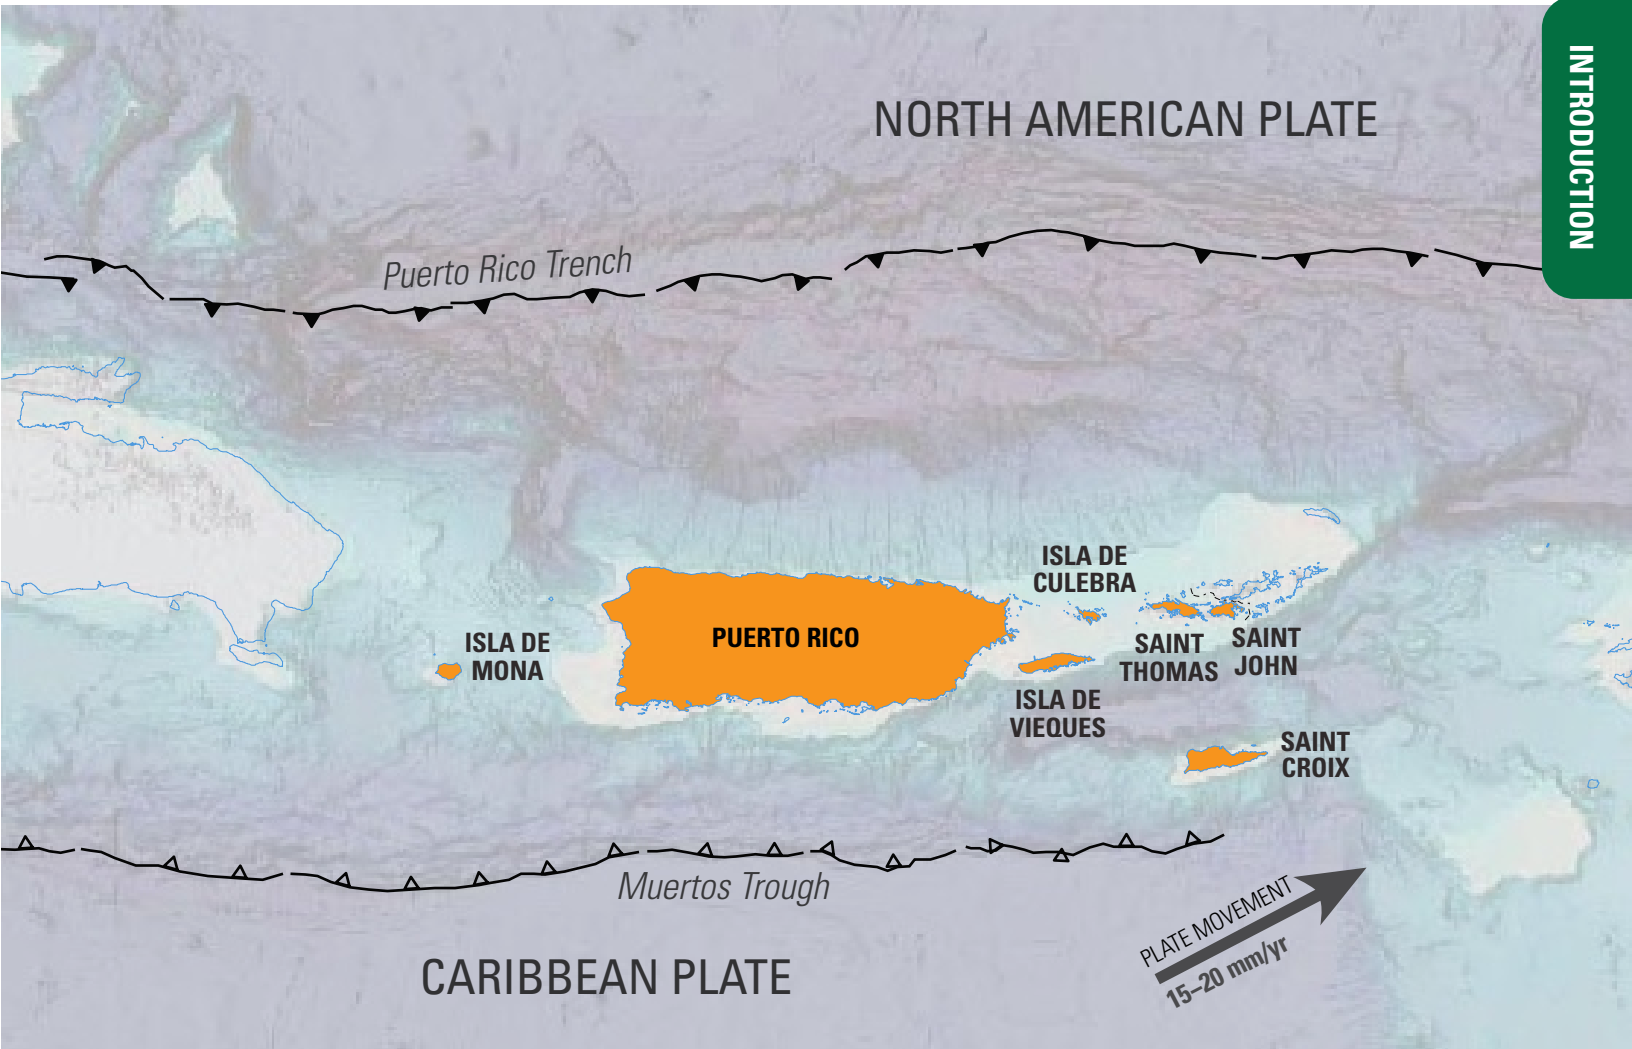 INTRODUCTION
NORTH AMERICAN PLATE
Puerto Rico Trench
ISLA DE
CULEBRA
PUERTO RICO
ISLA DE
MONA
SAINT
THOMAS
SAINT
JOHN
ISLA DE
VIEQUES
SAINT
CROIX
Muertos Trough
PLATE MOVEMENT
15–20 mm/yr
CARIBBEAN PLATE